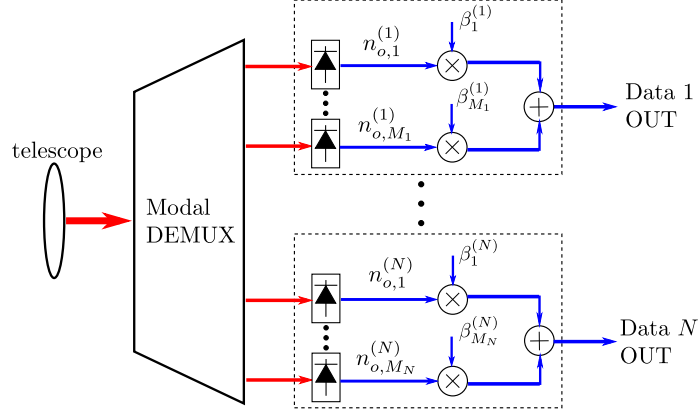 telescope
Modal
DEMUX
n_{o,1}^{(1)}
β_1^{(1)}
n_{o,M_1}^{(1)}
β_{M_1}^{(1)}
Data 1
OUT
n_{o,1}^{(N)}
β_1^{(N)}
n_{o,M_N}^{(N)}
β_{M_N}^{(N)}
Data N
OUT